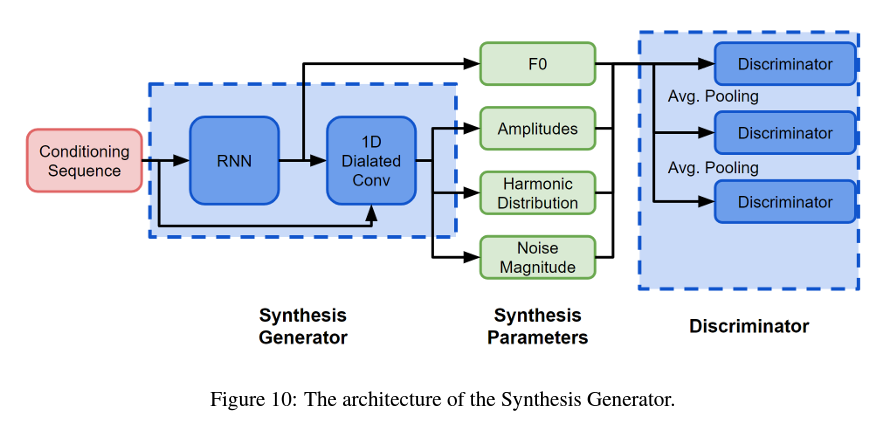 Conditioning
Sequence
RNN
1D
Dialated
Conv
F0
Amplitudes
Harmonic
Distribution
Noise
Magnitude
Discriminator
Avg. Pooling
Discriminator
Avg. Pooling
Discriminator
Synthesis
Generator
Synthesis
Parameters
Discriminator
Figure 10: The architecture of the Synthesis Generator.